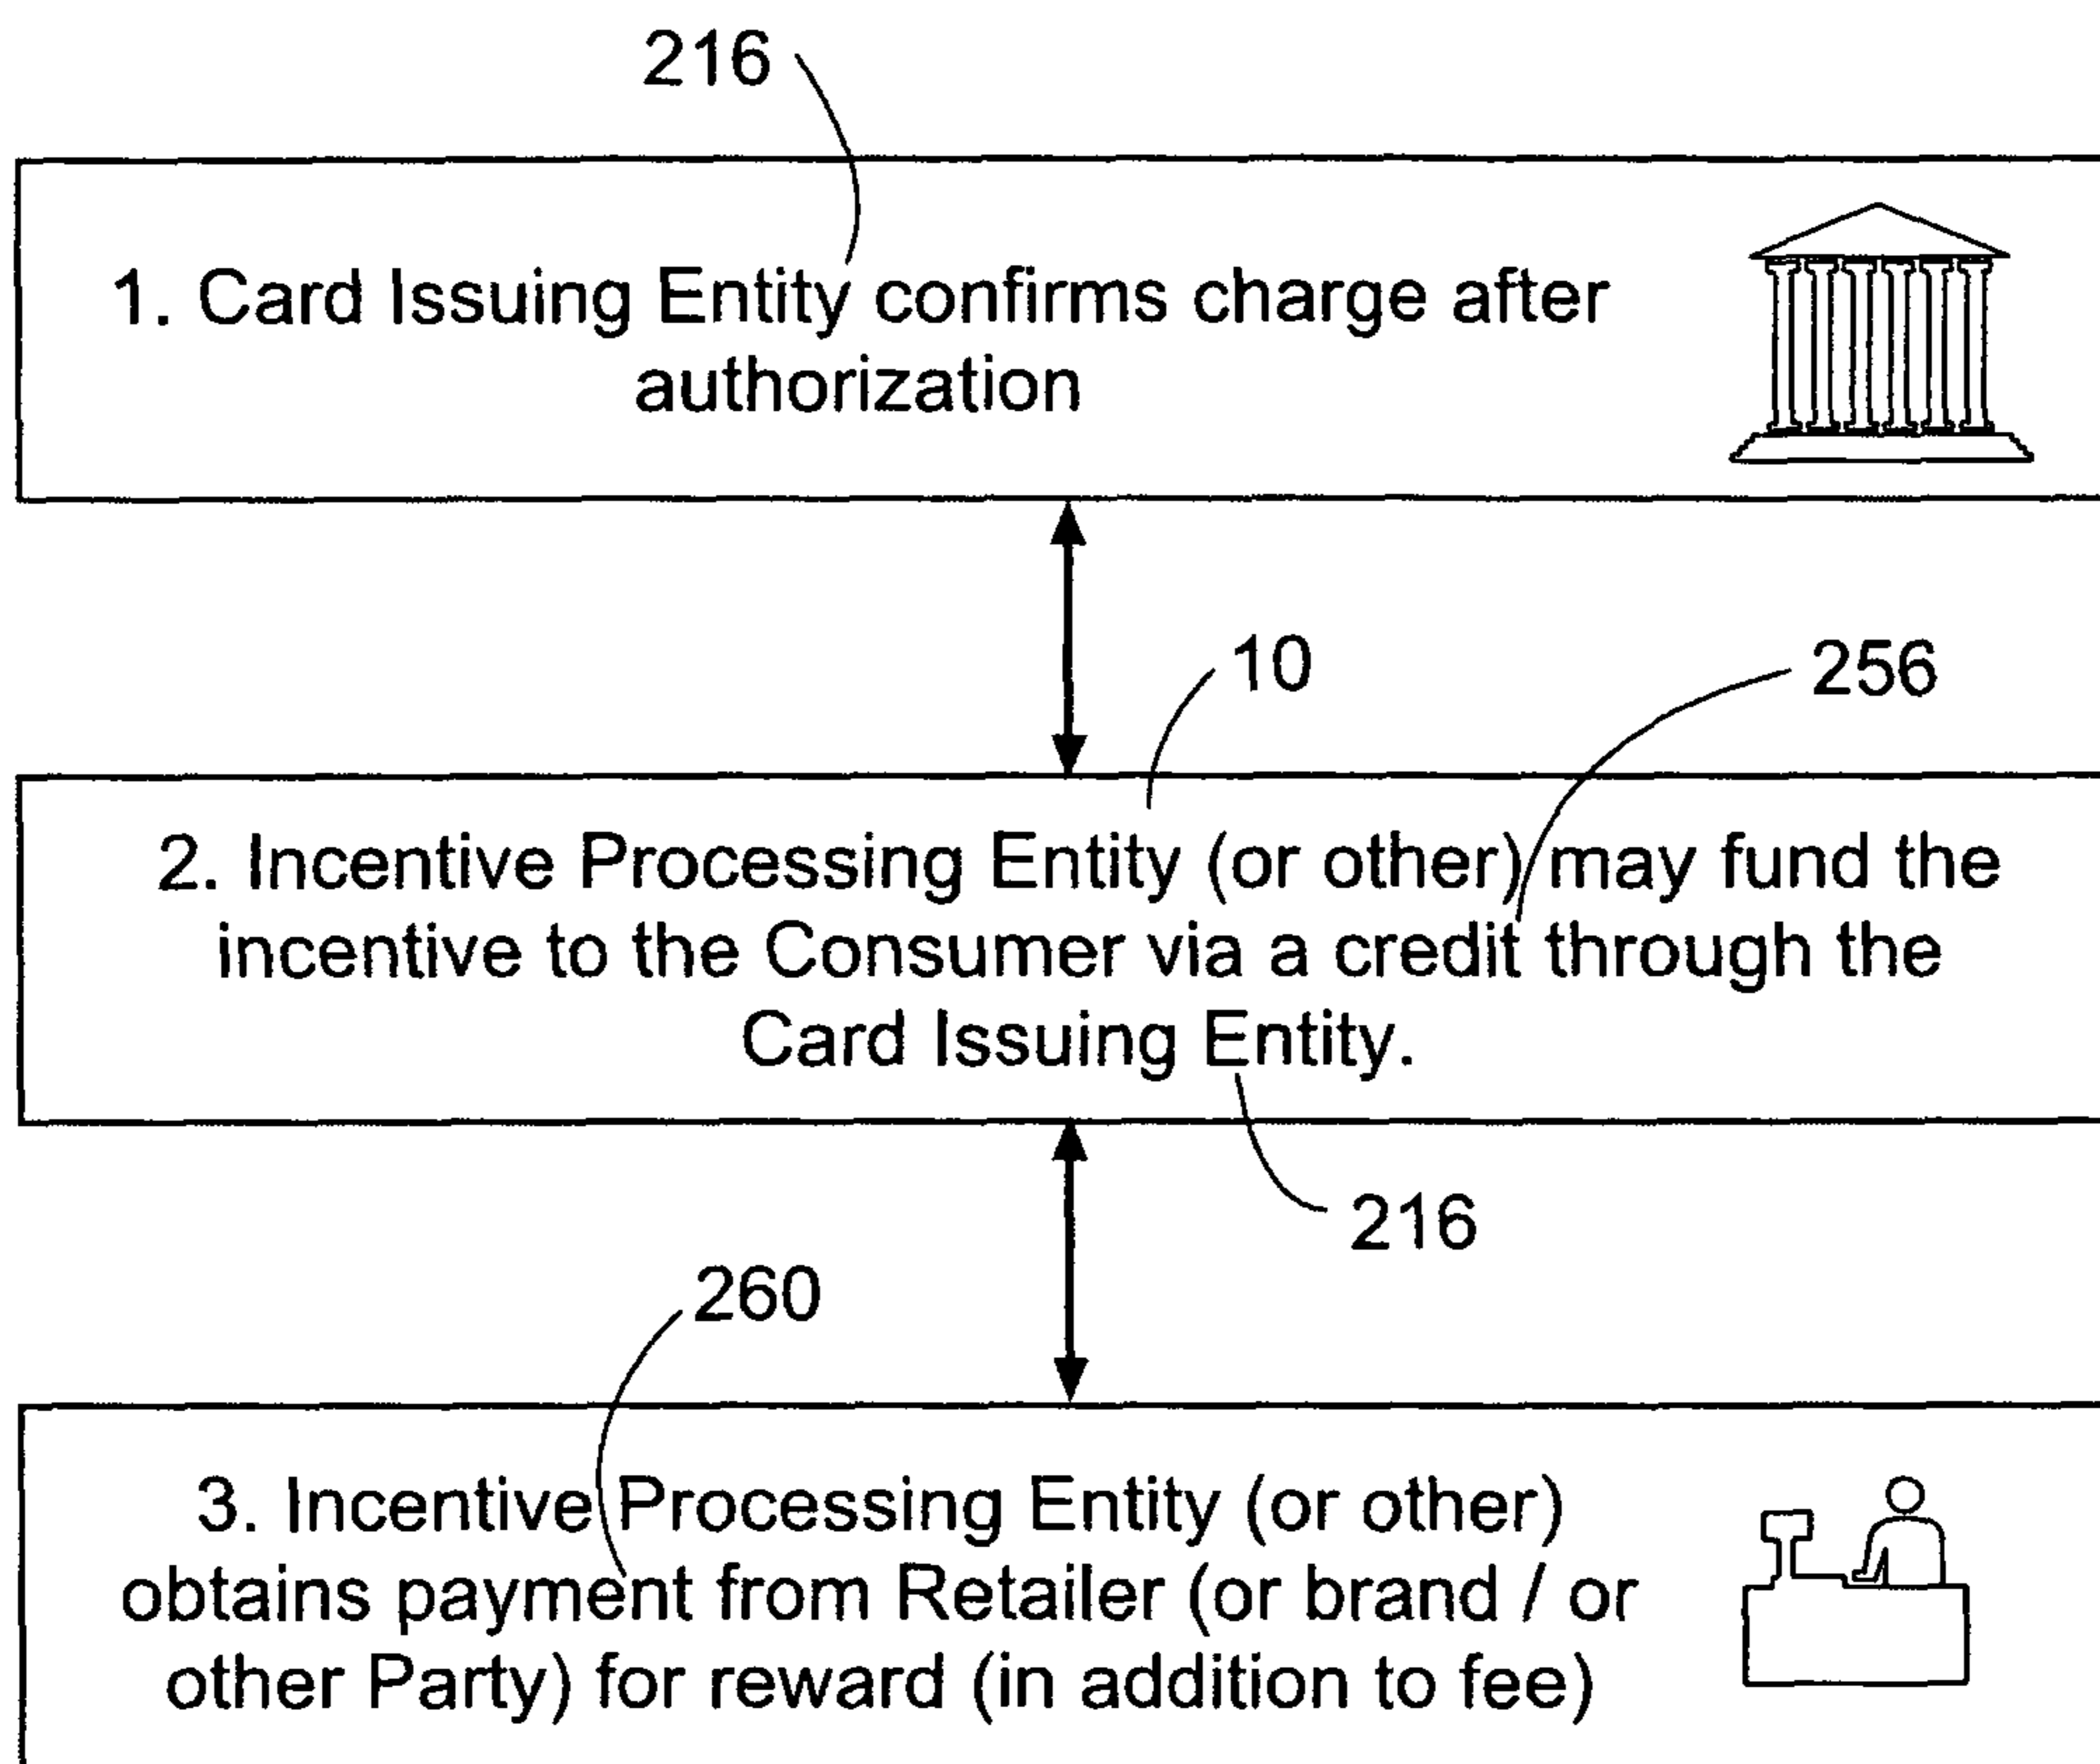 216
1. Card Issuing Entity confirms charge after
authorization
10
256
2. Incentive Processing Entity (or other) may fund the
incentive to the Consumer via a credit through the
Card Issuing Entity.
216
260
3. Incentive Processing Entity (or other)
obtains payment from Retailer (or brand / or
other Party) for reward (in addition to fee)